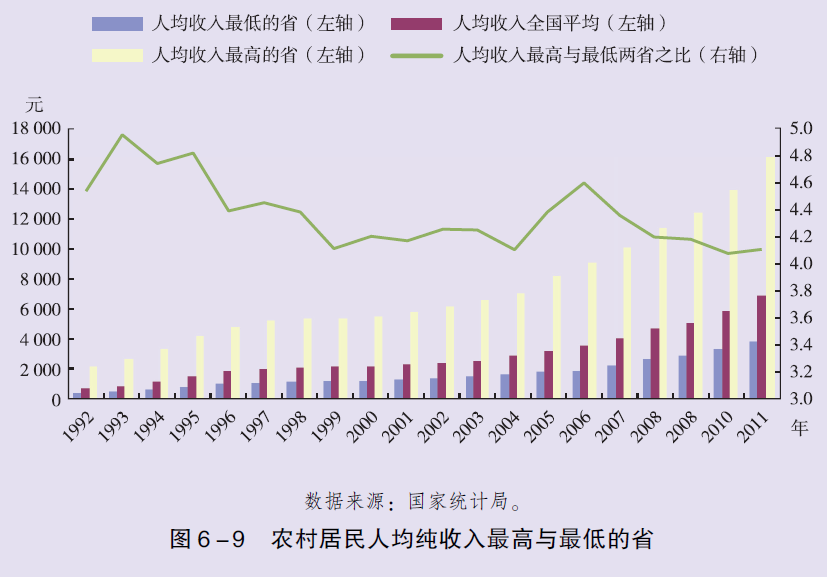 人均收入最低的省（左轴） 人均收入全国平均（左轴）
人均收入最高的省（左轴） 人均收入最高与最低两省之比（右轴）
元
18 000 5.0
16 000 4.8
14 000 4.6
12 000 4.4
10 000 4.2
8 000 4.0
6 000 3.8
4 000 3.6
2 000 3.4
0 3.2
3.0
1992 1993 1994 1995 1996 1997 1998 1999 2000 2001 2002 2003 2004 2005 2006 2007 2008 2008 2010 2011 年
数据来源：国家统计局。
图 6-9 农村居民人均纯收入最高与最低的省